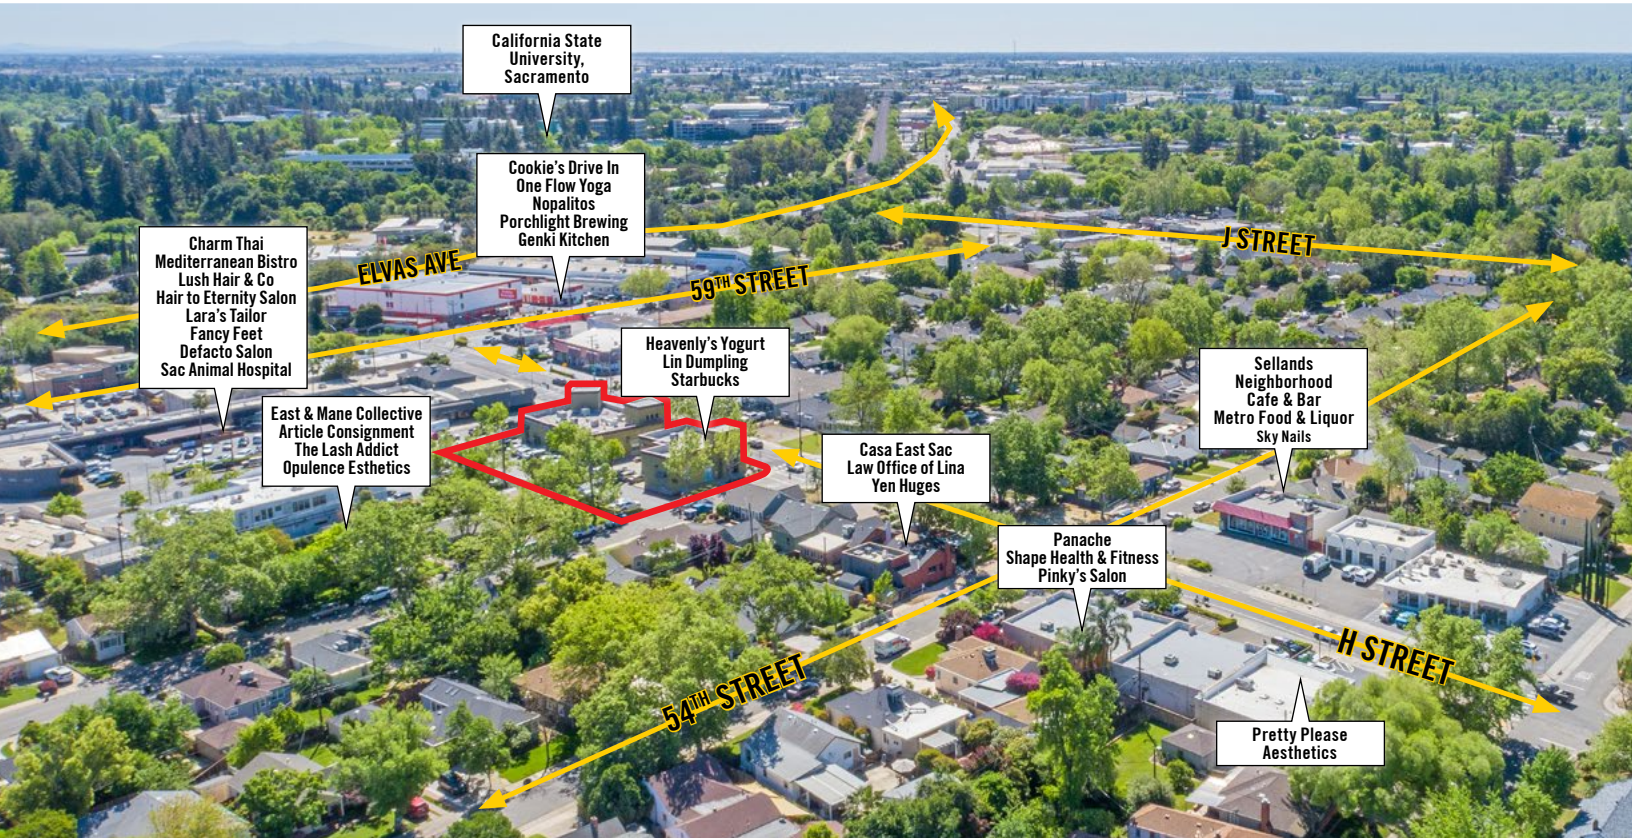 California State
University,
Sacramento
Cookie's Drive In
One Flow Yoga
Nopalitos
Porchlight Brewing
Genki Kitchen
Charm Thai
Mediterranean Bistro
Lush Hair & Co
Hair to Eternity Salon
Lara's Tailor
Fancy Feet
Defacto Salon
Sac Animal Hospital
ELVAS AVE
59TH STREET
J STREET
Heavenly's Yogurt
Lin Dumpling
Starbucks
East & Mane Collective
Article Consignment
The Lash Addict
Opulence Esthetics
Sellands
Neighborhood
Cafe & Bar
Metro Food & Liquor
Sky Nails
Casa East Sac
Law Office of Lina
Yen Huges
Panache
Shape Health & Fitness
Pinky's Salon
H STREET
54TH STREET
Pretty Please
Aesthetics